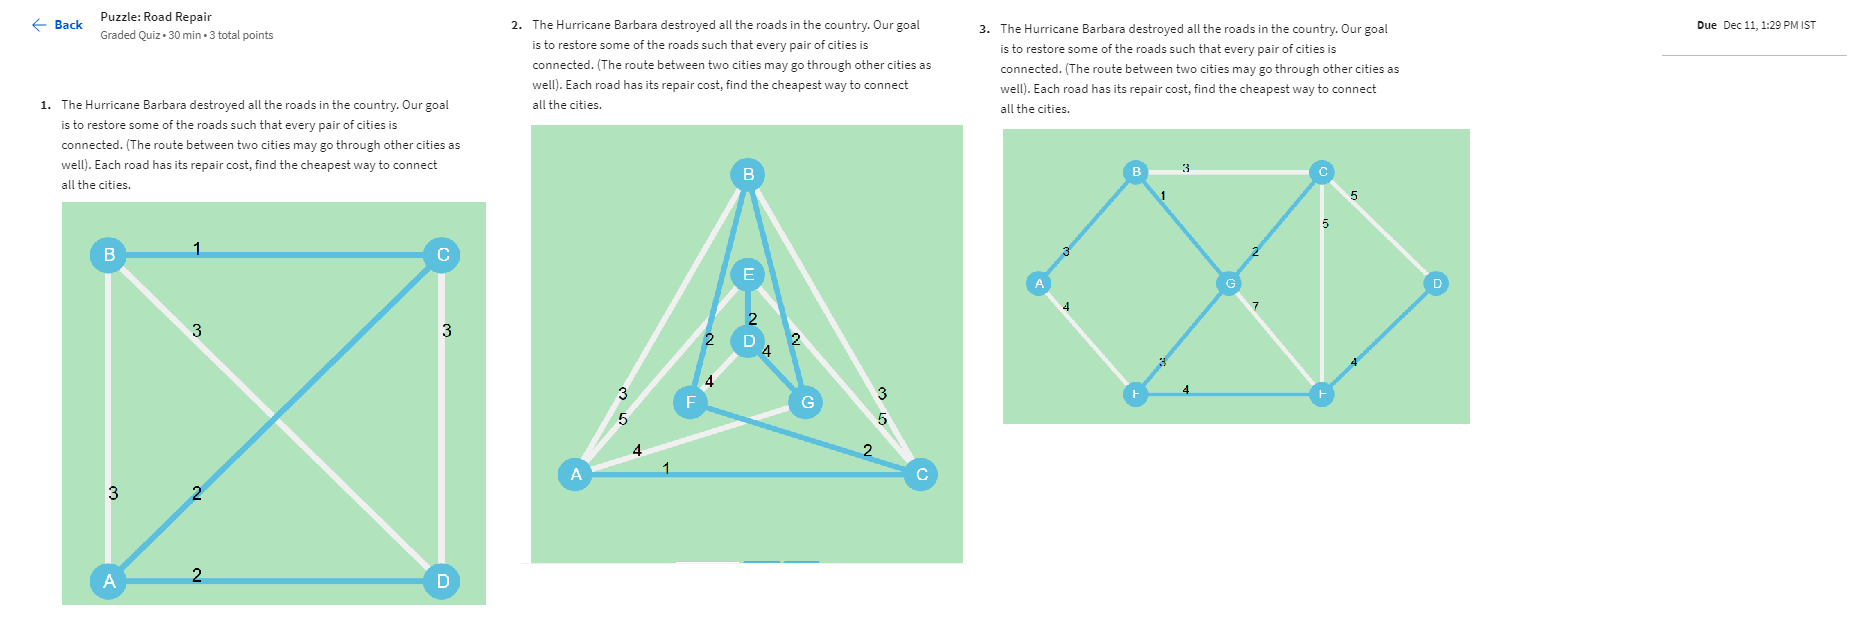 Back
Puzzle: Road Repair
Graded Quiz • 30 min • 3 total points
1. The Hurricane Barbara destroyed all the roads in the country. Our goal
is to restore some of the roads such that every pair of cities is
connected. (The route between two cities may go through other cities as
well). Each road has its repair cost, find the cheapest way to connect
all the cities.
B 1 C
3 3
3 2
A 2 D
2. The Hurricane Barbara destroyed all the roads in the country. Our goal
is to restore some of the roads such that every pair of cities is
connected. (The route between two cities may go through other cities as
well). Each road has its repair cost, find the cheapest way to connect
all the cities.
B
E
2
2 D 4 2
4
3 F G 3
5 5
4 2
A 1 C
3. The Hurricane Barbara destroyed all the roads in the country. Our goal
is to restore some of the roads such that every pair of cities is
connected. (The route between two cities may go through other cities as
well). Each road has its repair cost, find the cheapest way to connect
all the cities.
B 3 C
1 5
5
3 2
A G D
4 7
3 4
4
Due Dec 11, 1:29 PM IST